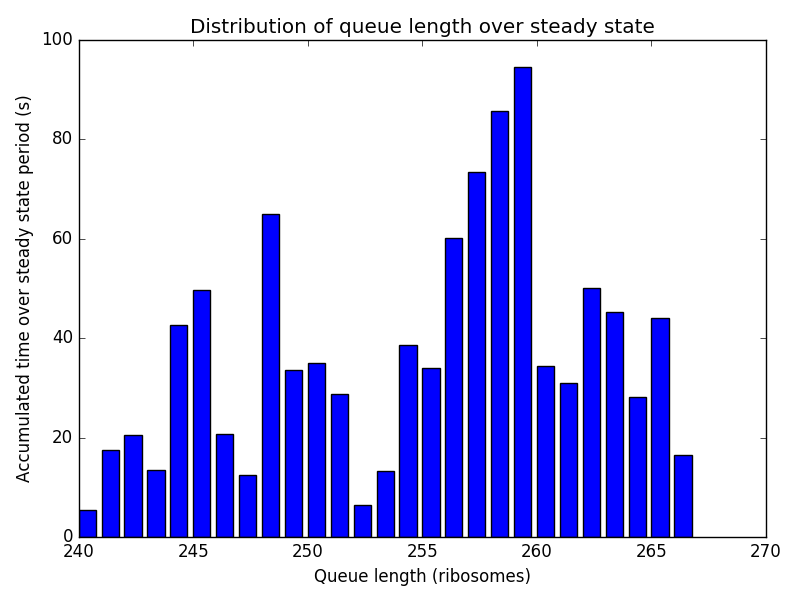 Distribution of queue length over steady state
Accumulated time over steady state period (s)
100
80
60
40
20
0
240 245 250 255 260 265 270
Queue length (ribosomes)